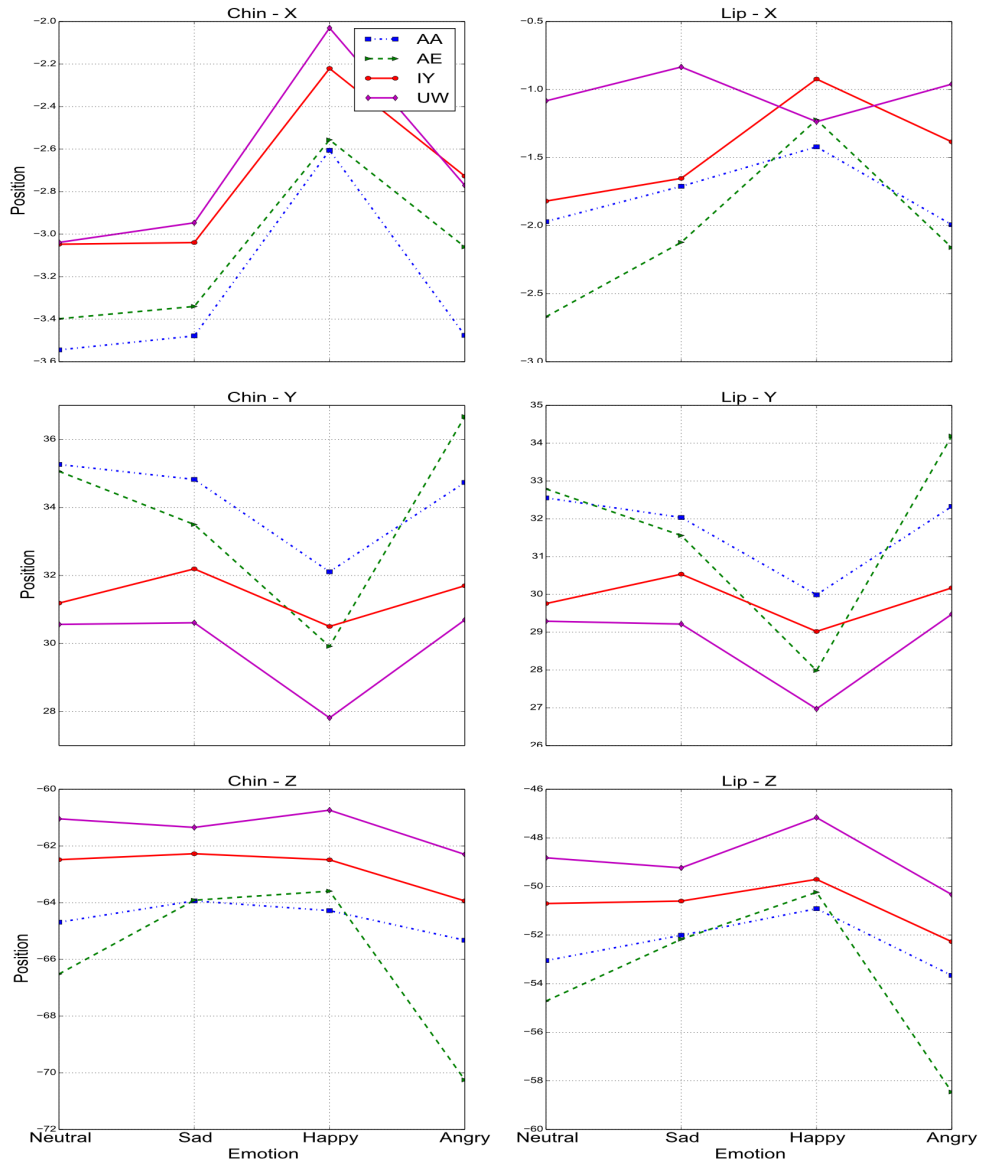 Chin - X
−2.0
−2.2
−2.4
−2.6
−2.8
−3.0
−3.2
−3.4
−3.6
Position
AA
AE
IY
UW
Lip - X
−0.5
−1.0
−1.5
−2.0
−2.5
−3.0
Chin - Y
36
34
32
30
28
Position
Lip - Y
35
34
33
32
31
30
29
28
27
26
Chin - Z
−60
−62
−64
−66
−68
−70
−72
Position
Neutral Sad Happy Angry
Emotion
Lip - Z
−46
−48
−50
−52
−54
−56
−58
−60
Neutral Sad Happy Angry
Emotion